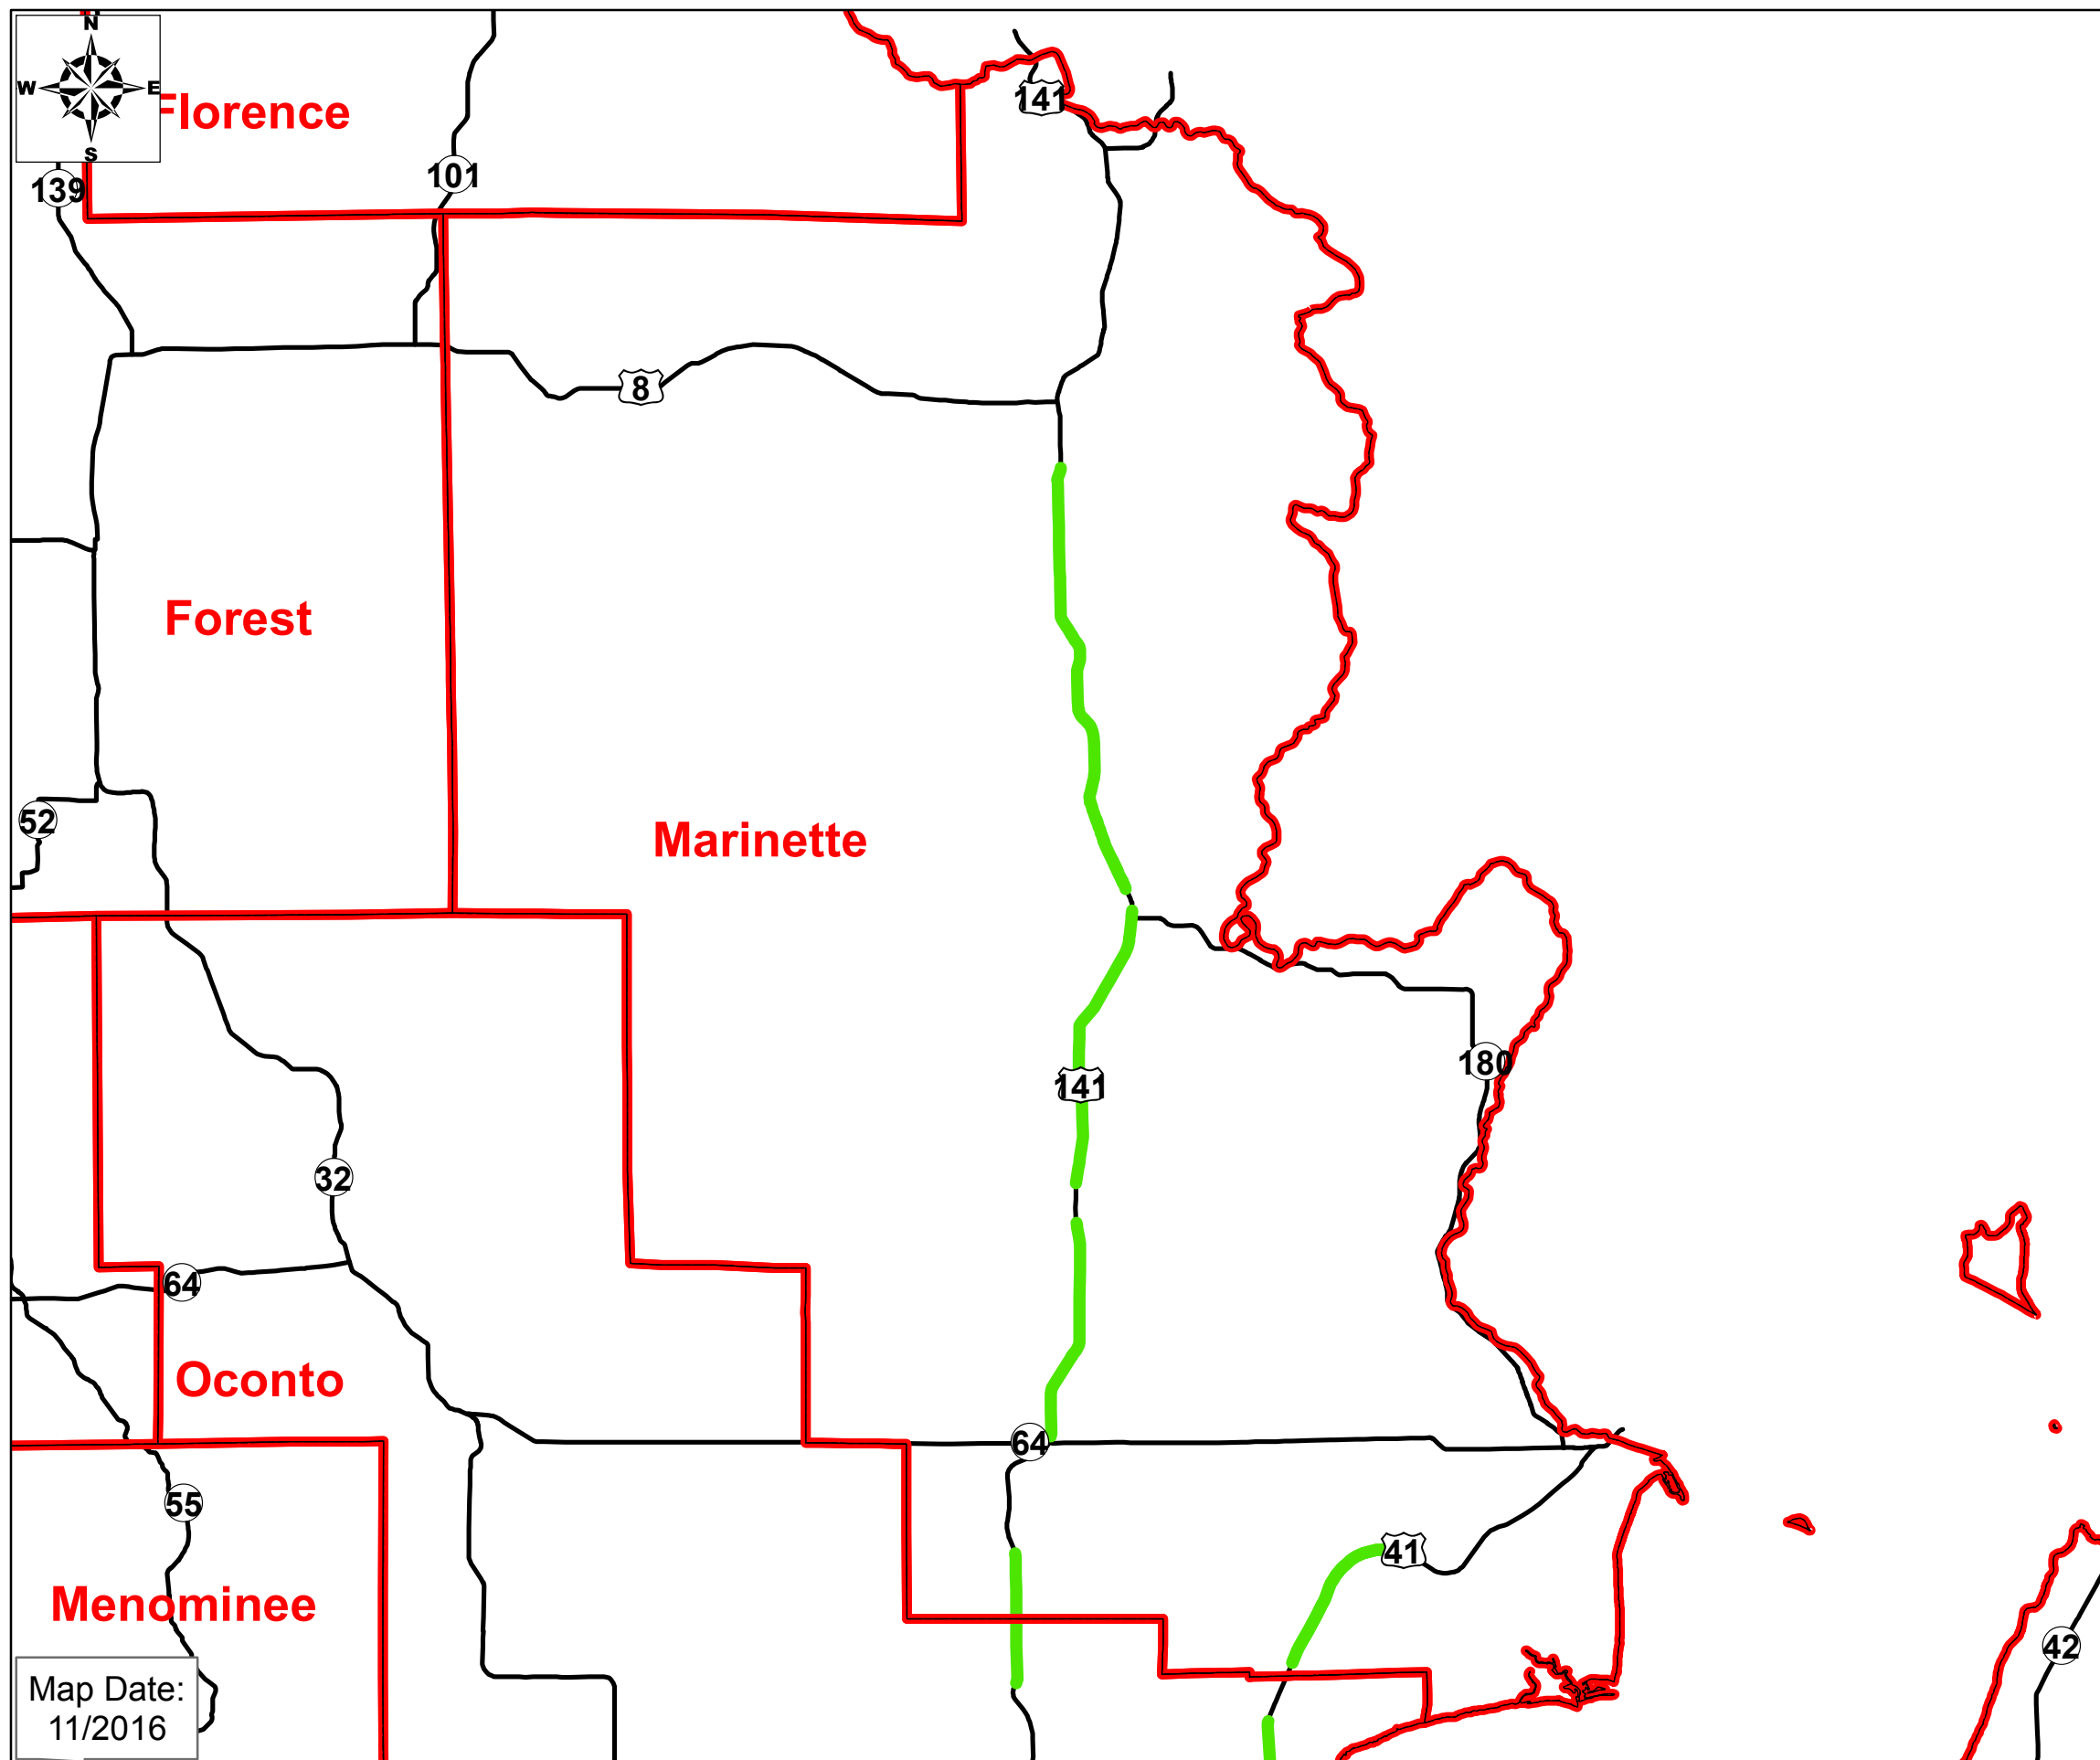 N
W
E
S
Florence
141
139
101
8
Forest
52
Marinette
180
141
32
64
Oconto
64
55
41
Menominee
42
Map Date:
11/2016